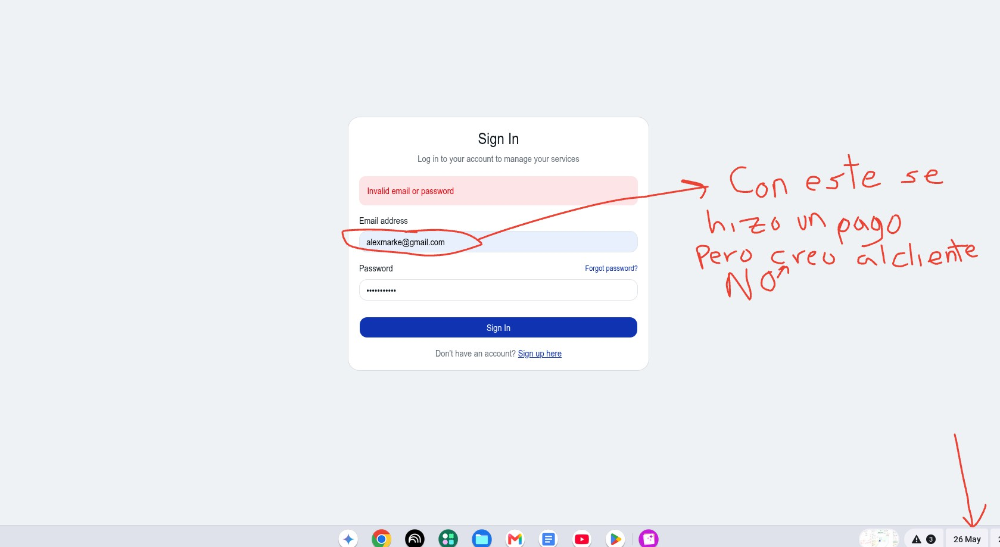 Sign In
Log in to your account to manage your services
Invalid email or password
Email address
alexmarke@gmail.com
Password
Forgot password?
•••••••••••
Sign In
Don't have an account? Sign up here
Con este se
hizo un pago
Pero creo al cliente
NO
3
26 May